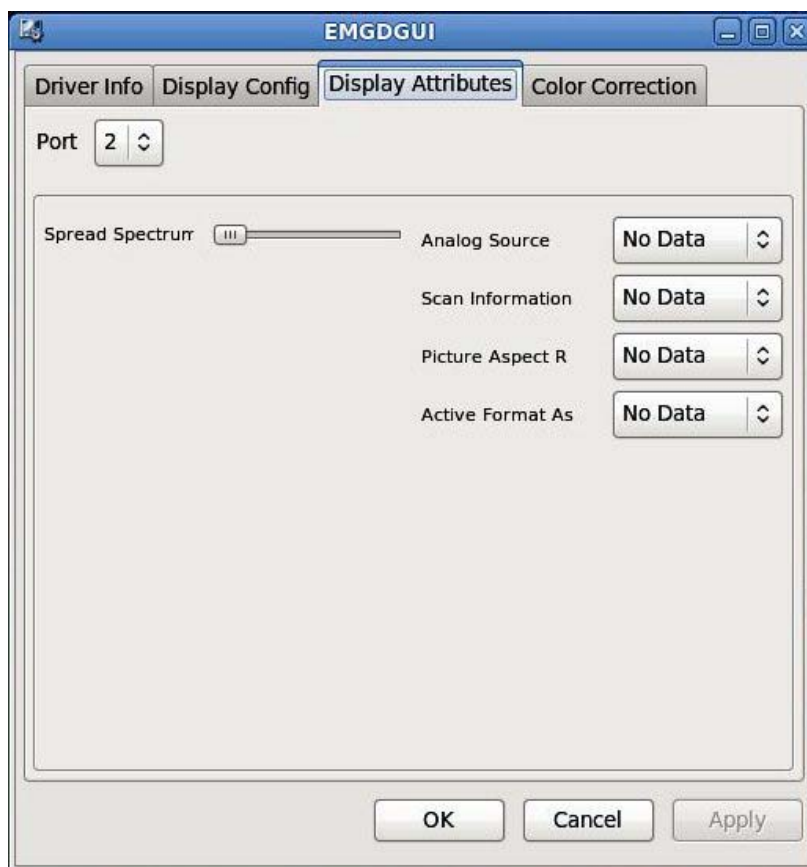 EMGDGUI
Driver Info Display Config Display Attributes Color Correction
Port 2
Spread Spectrum Analog Source No Data
Scan Information No Data
Picture Aspect R No Data
Active Format As No Data
OK Cancel Apply